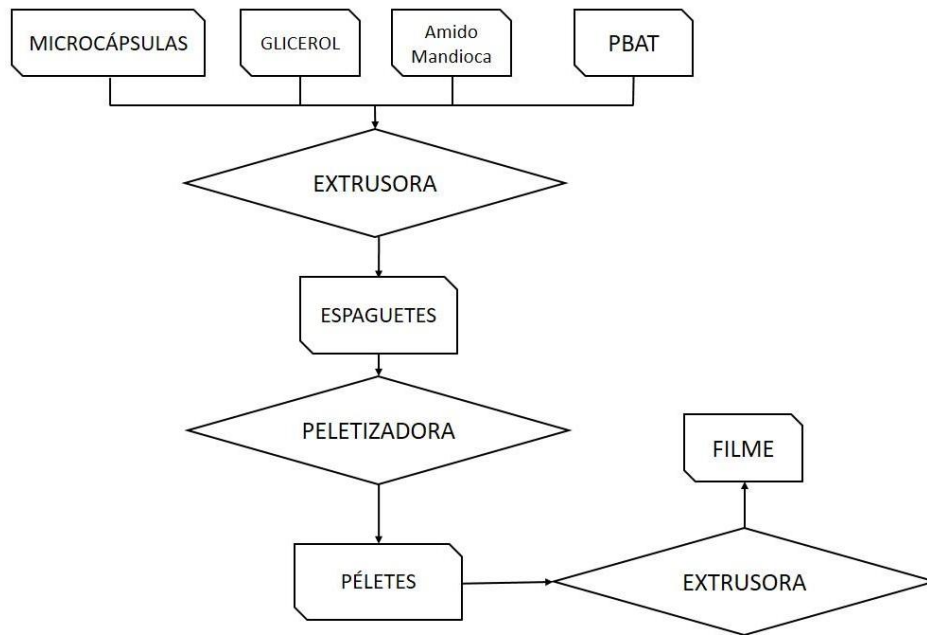 MICROCÁPSULAS
GLICEROL
Amido
Mandioca
PBAT
EXTRUSORA
ESPAGUETES
PELETIZADORA
FILME
PÉLETES
EXTRUSORA